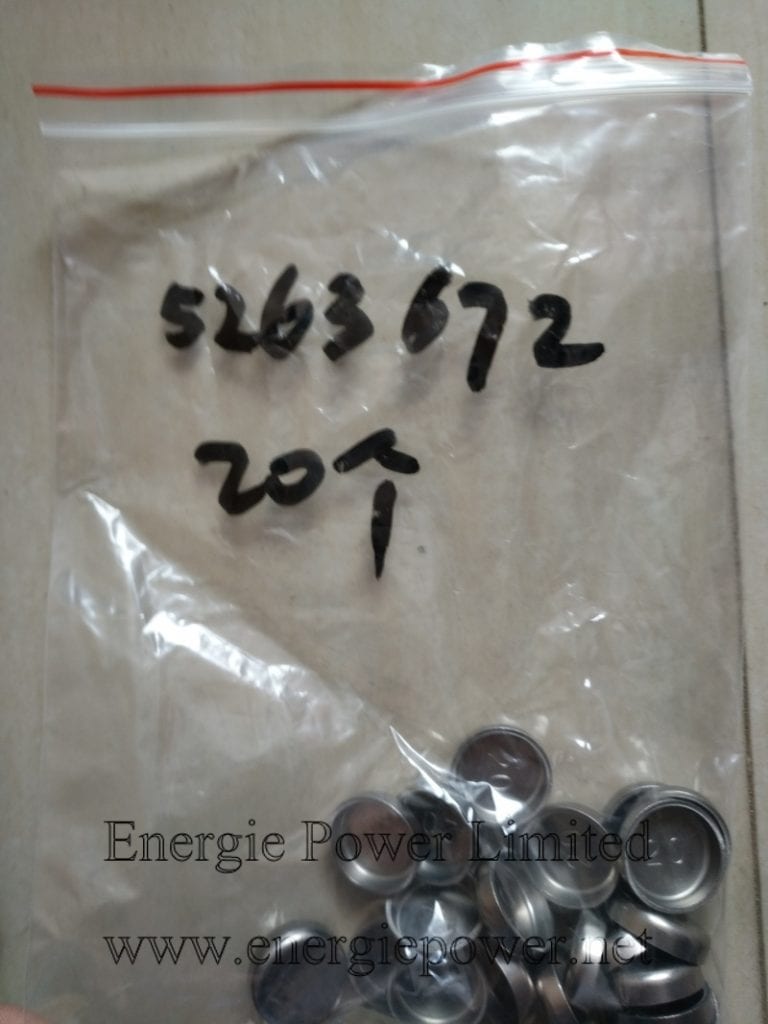 5263672
20个
Energie Power Limited
www.energiepower.net